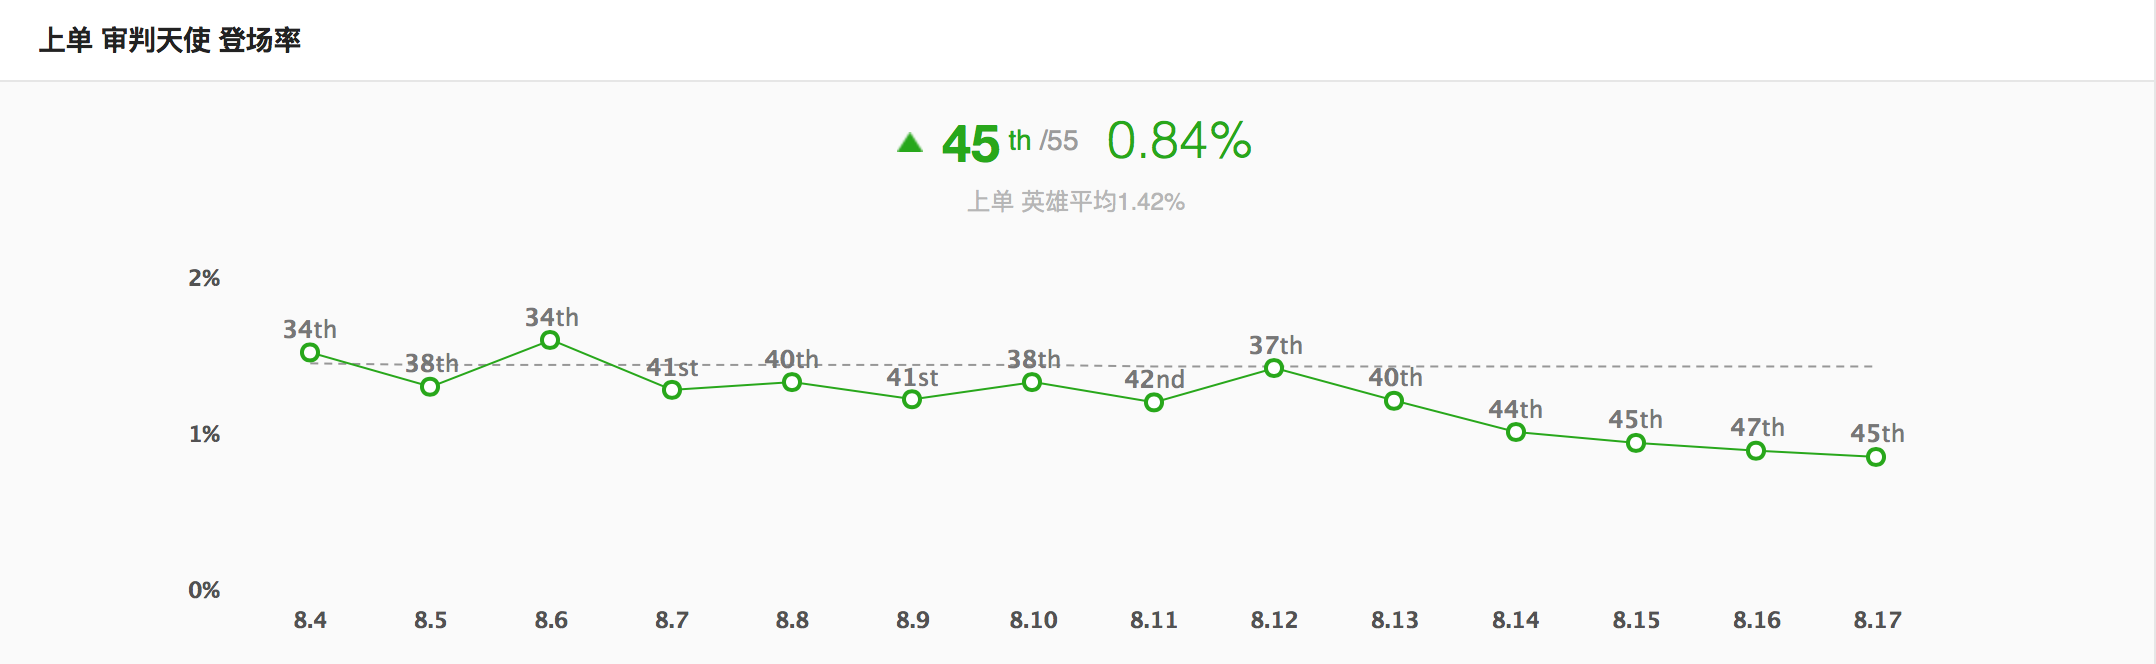 上单 审判天使 登场率
45 th /55 0.84%
上单 英雄平均1.42%
2%
34th 38th 34th 41st 40th 41st 38th 42nd 37th 40th 44th 45th 47th 45th
1%
0%
8.4 8.5 8.6 8.7 8.8 8.9 8.10 8.11 8.12 8.13 8.14 8.15 8.16 8.17